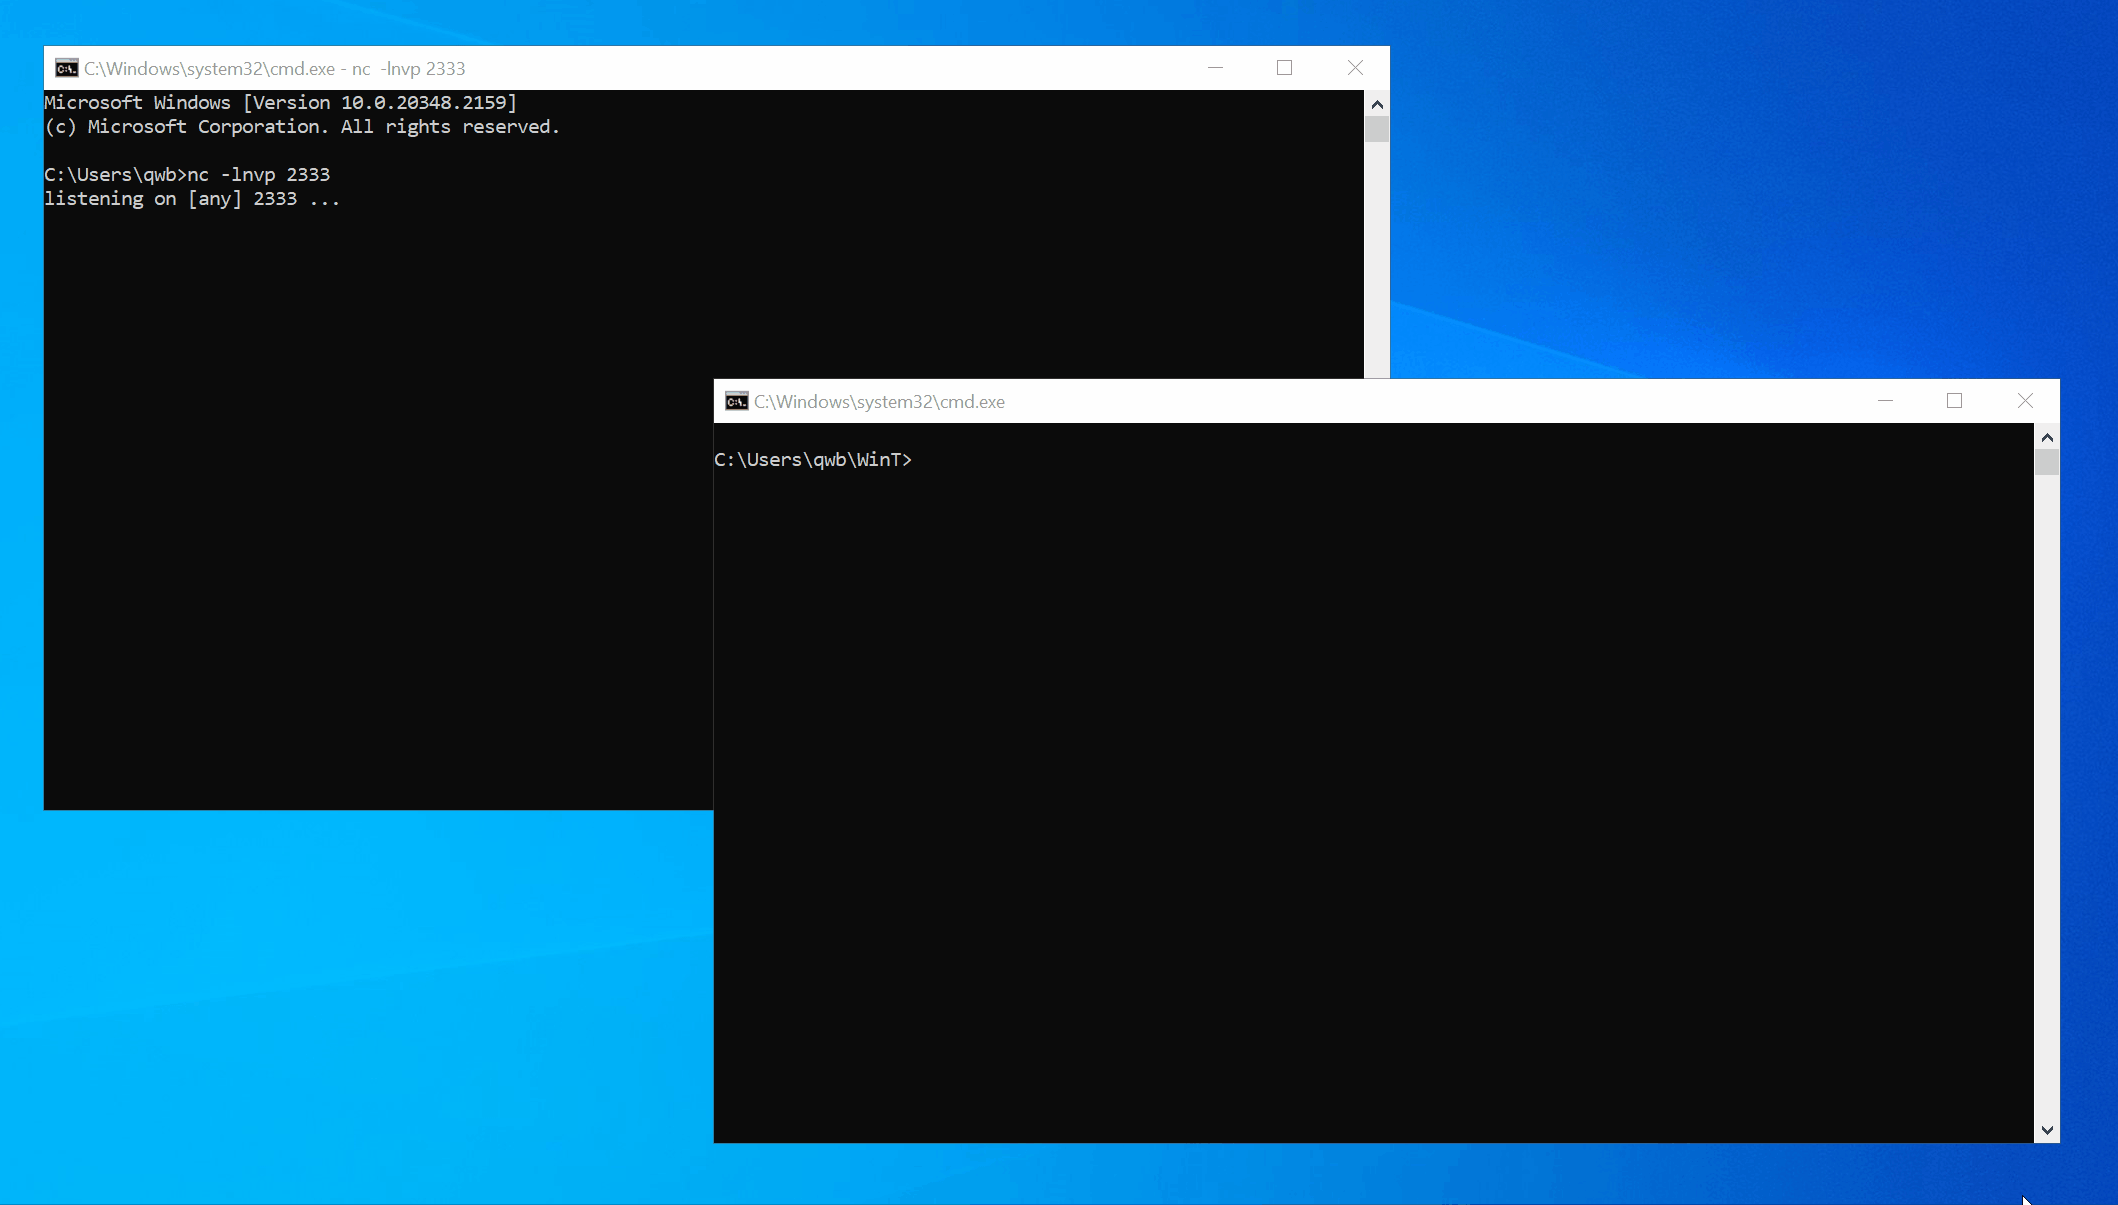 C:\Windows\system32\cmd.exe - nc  -lnvp 2333
Microsoft Windows [Version 10.0.20348.2159]
(c) Microsoft Corporation. All rights reserved.
C:\Users\qwb>nc -lnvp 2333
listening on [any] 2333 ...
C:\Windows\system32\cmd.exe
C:\Users\qwb\WinT>